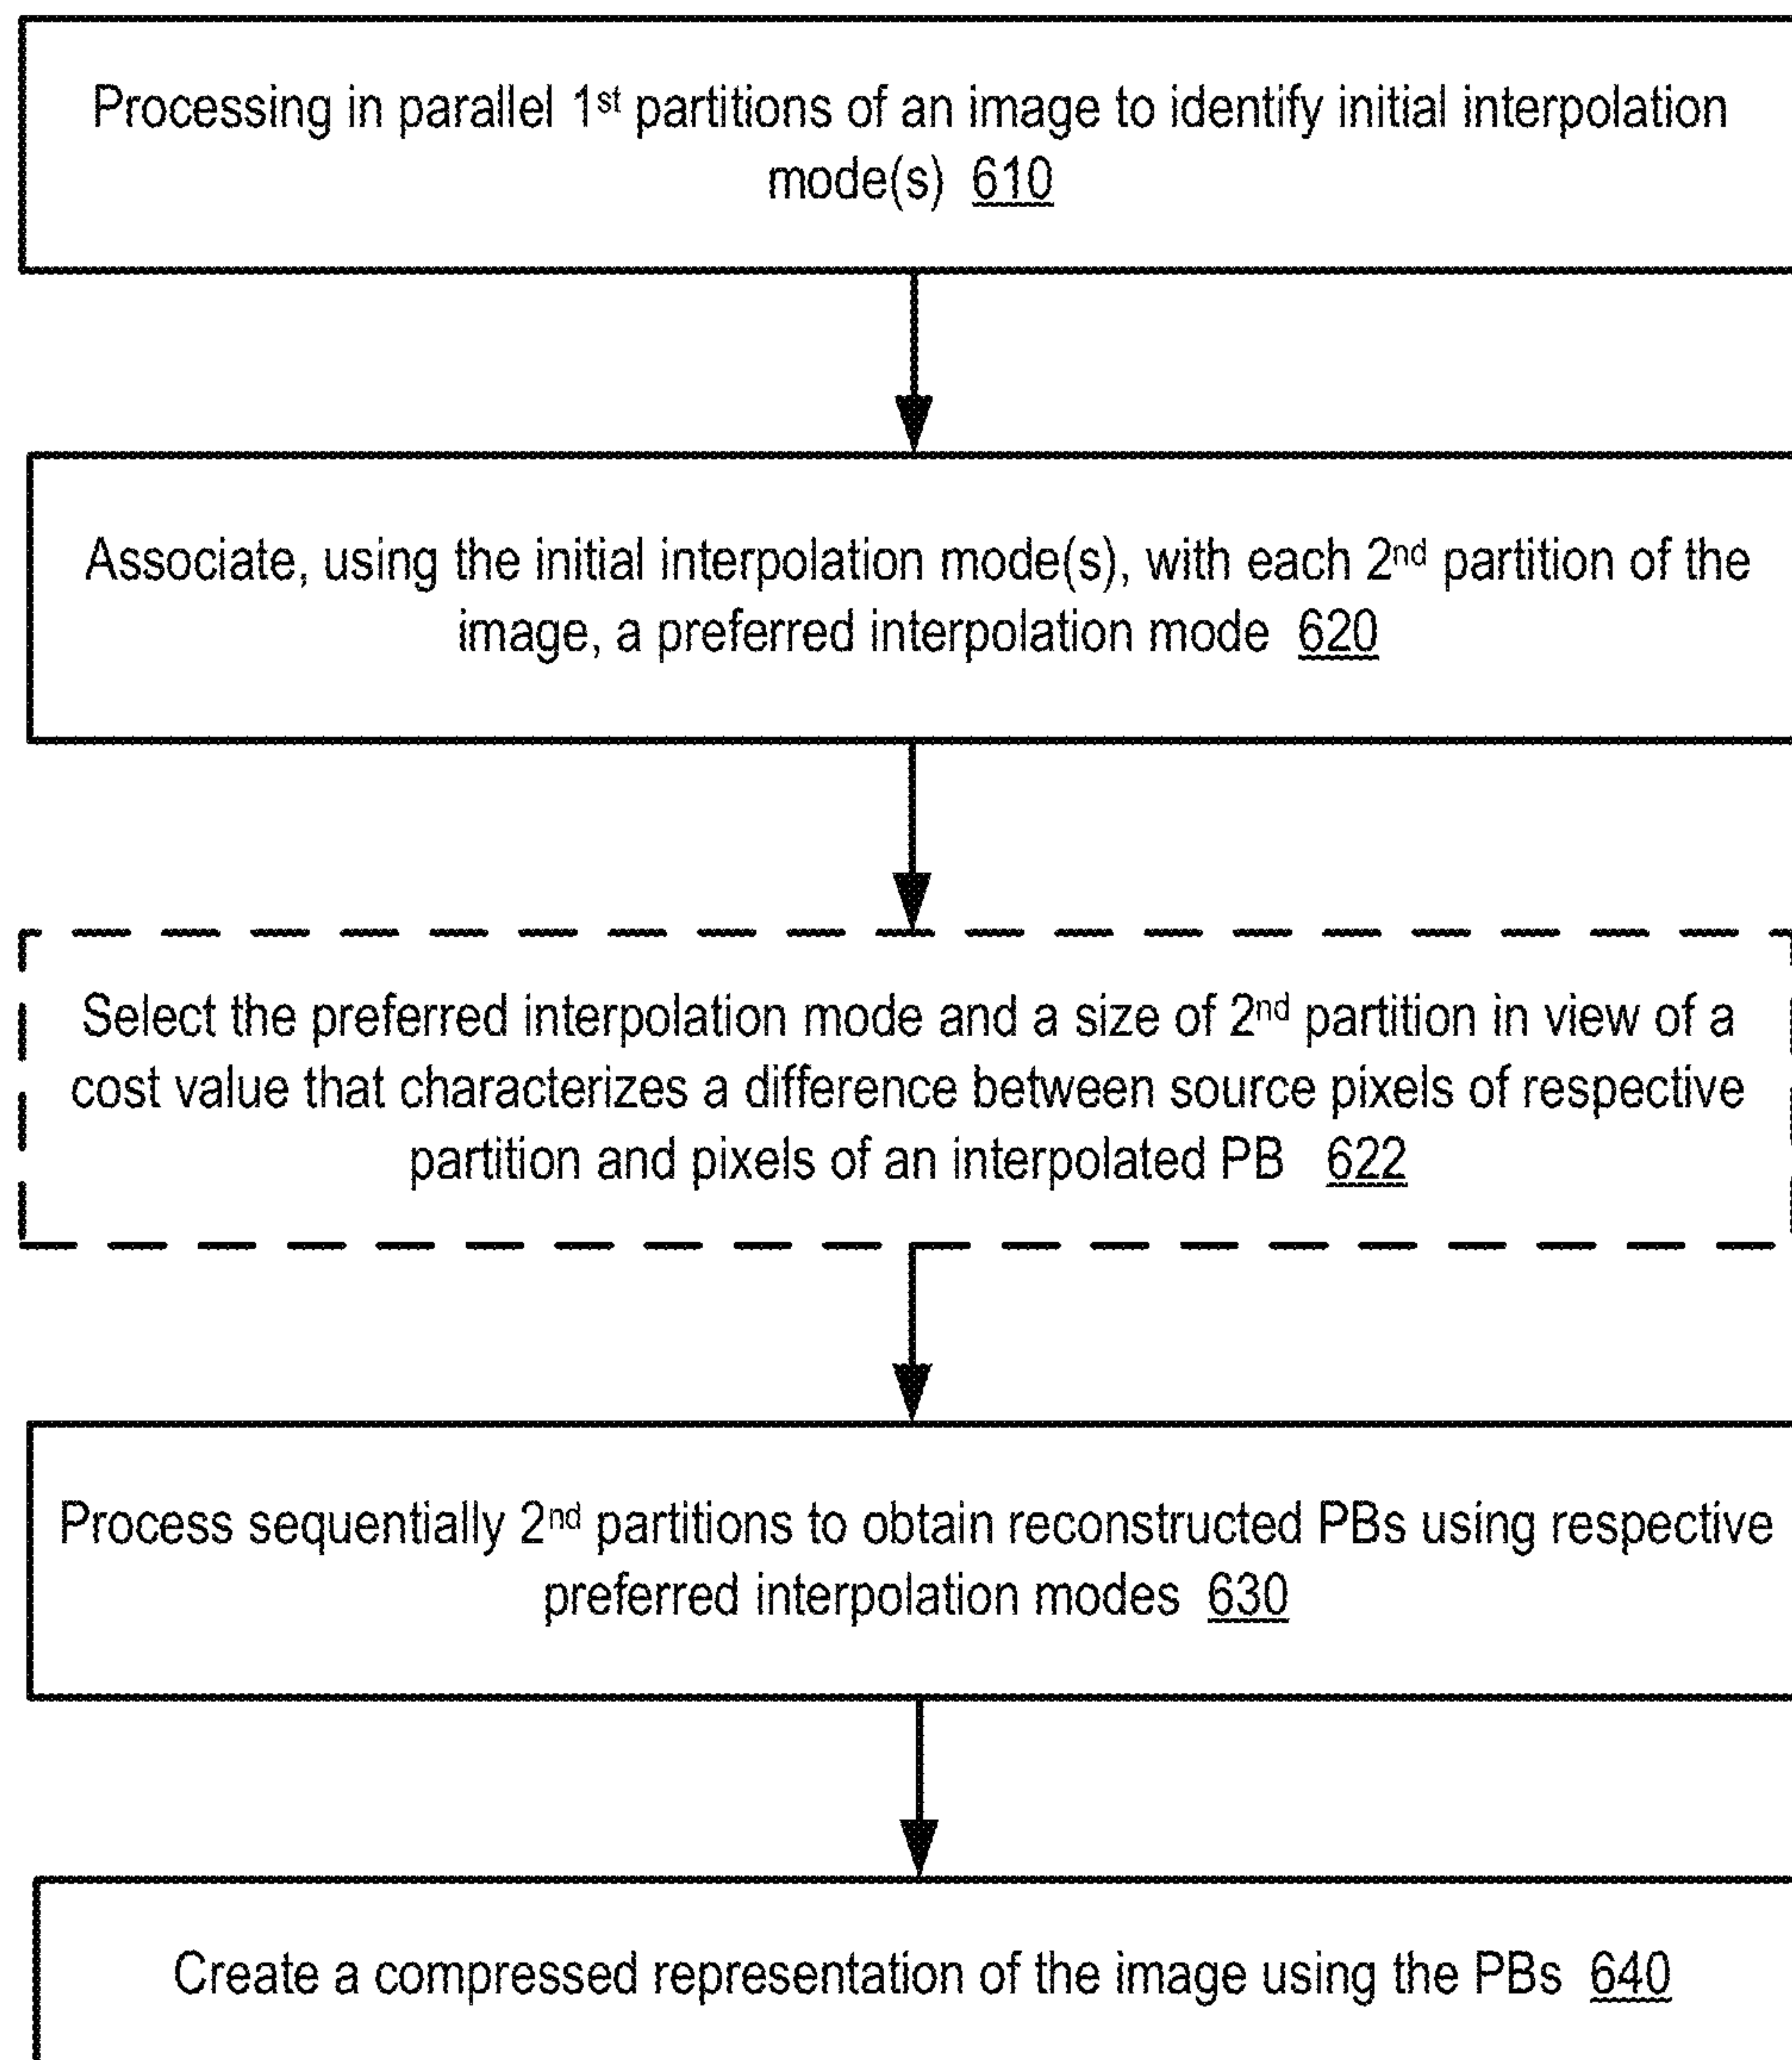 Processing in parallel 1st partitions of an image to identify initial interpolation
mode(s) 610
Associate, using the initial interpolation mode(s), with each 2nd partition of the
image, a preferred interpolation mode 620
Select the preferred interpolation mode and a size of 2nd partition in view of a
cost value that characterizes a difference between source pixels of respective
partition and pixels of an interpolated PB 622
Process sequentially 2nd partitions to obtain reconstructed PBs using respective
preferred interpolation modes 630
Create a compressed representation of the image using the PBs 640